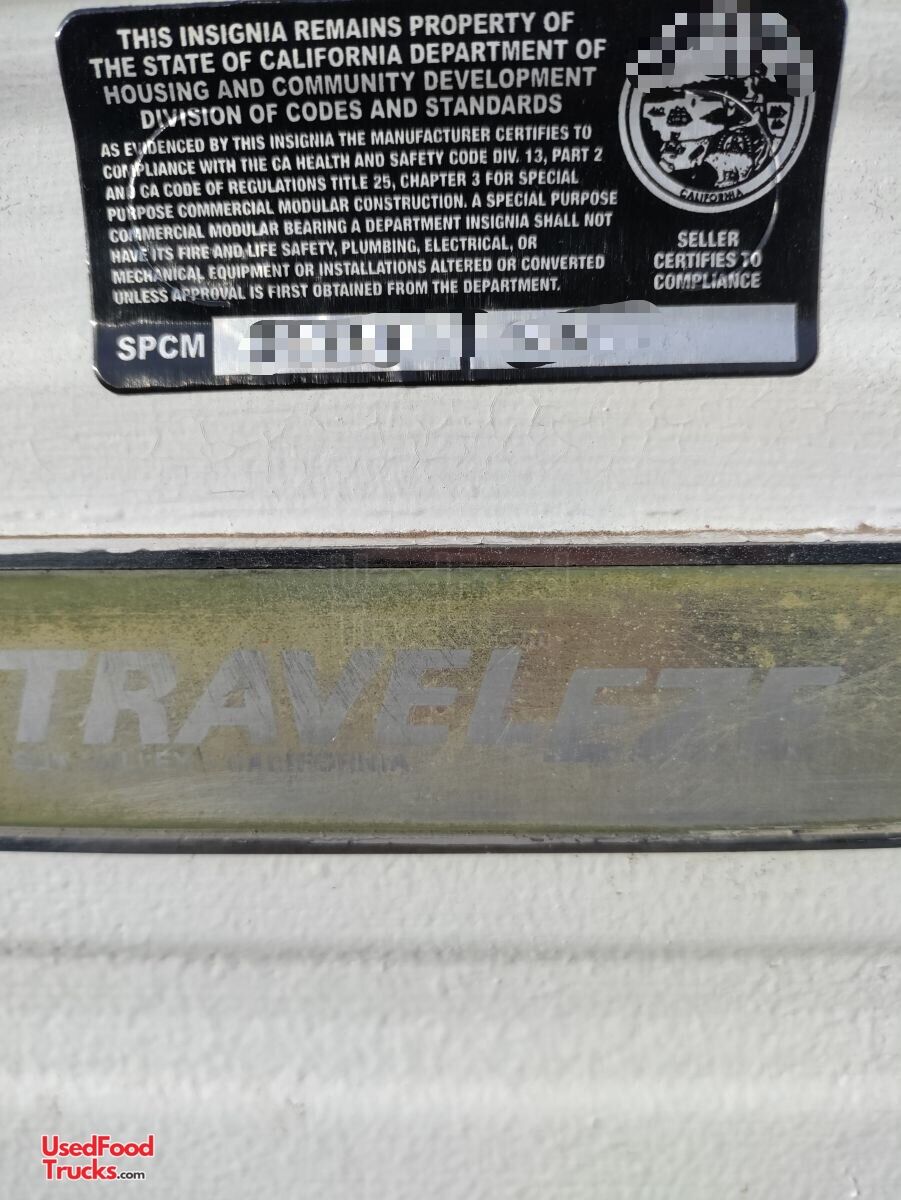 THIS INSIGNIA REMAINS PROPERTY OF
THE STATE OF CALIFORNIA DEPARTMENT OF
HOUSING AND COMMUNITY DEVELOPMENT
DIVISION OF CODES AND STANDARDS
AS EVIDENCED BY THIS INSIGNIA THE MANUFACTURER CERTIFIES TO
COMPLIANCE WITH THE CA HEALTH AND SAFETY CODE DIV. 13, PART 2
AND CA CODE OF REGULATIONS TITLE 25, CHAPTER 3 FOR SPECIAL
PURPOSE COMMERCIAL MODULAR CONSTRUCTION. A SPECIAL PURPOSE
COMMERCIAL MODULAR BEARING A DEPARTMENT INSIGNIA SHALL NOT
HAVE ITS FIRE AND LIFE SAFETY, PLUMBING, ELECTRICAL, OR
MECHANICAL EQUIPMENT OR INSTALLATIONS ALTERED OR CONVERTED
UNLESS APPROVAL IS FIRST OBTAINED FROM THE DEPARTMENT.
CALIFORNIA
SELLER
CERTIFIES TO
COMPLIANCE
SPCM
TRAVELEZE
SUN VALLEY, CALIFORNIA
UsedFood
Trucks.com